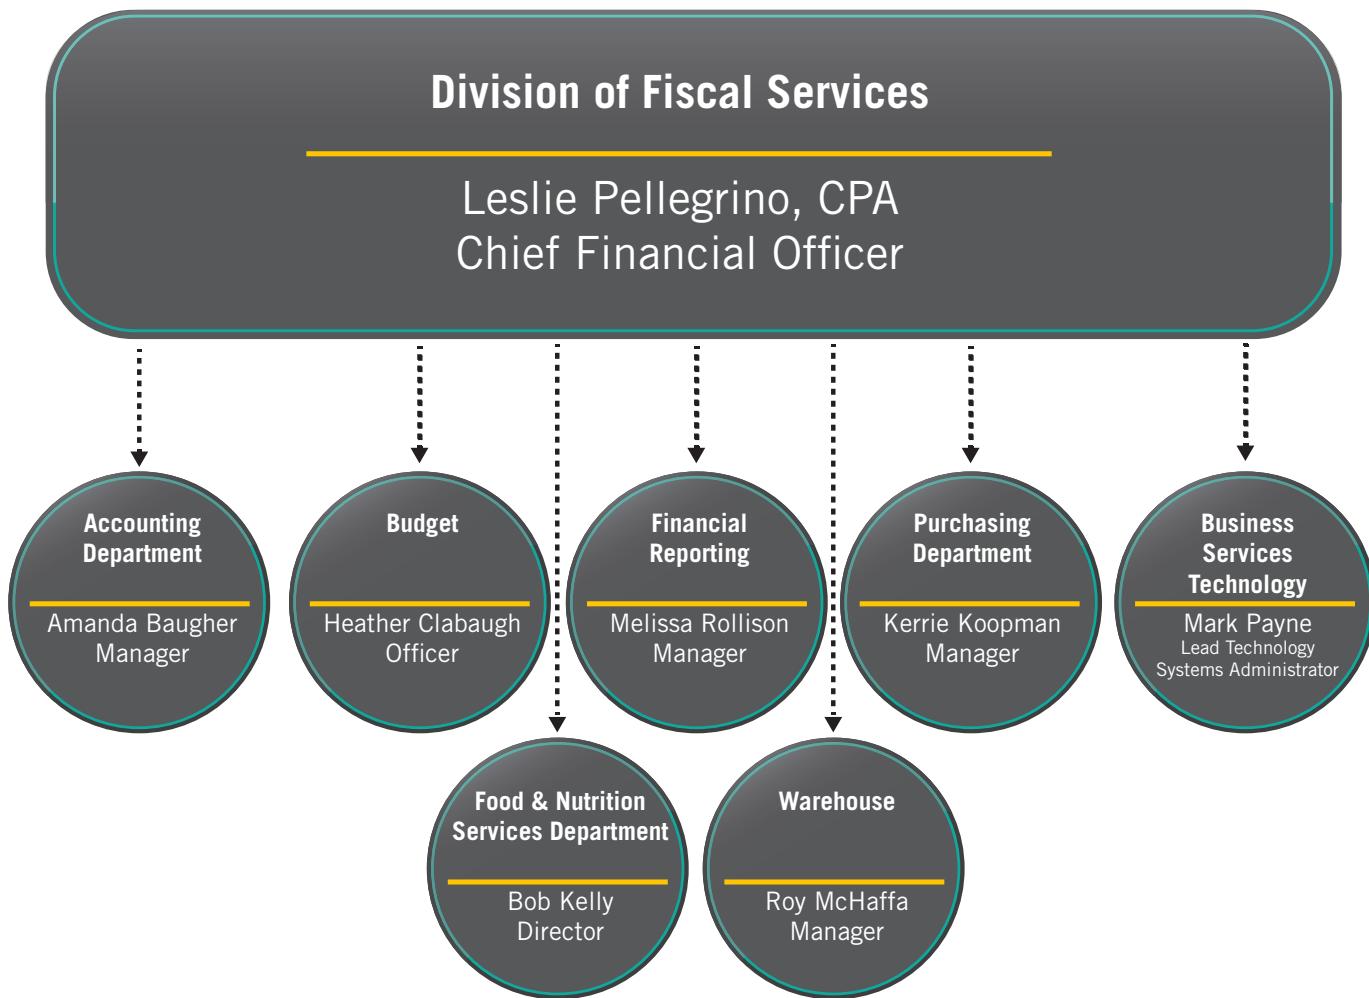 Division of Fiscal Services
Leslie Pellegrino, CPA
Chief Financial Officer
Accounting
Department
Amanda Baugher
Manager
Budget
Heather Clabaugh
Officer
Financial
Reporting
Melissa Rollison
Manager
Purchasing
Department
Kerrie Koopman
Manager
Business
Services
Technology
Mark Payne
Lead Technology
Systems Administrator
Food & Nutrition
Services Department
Bob Kelly
Director
Warehouse
Roy McHaffa
Manager